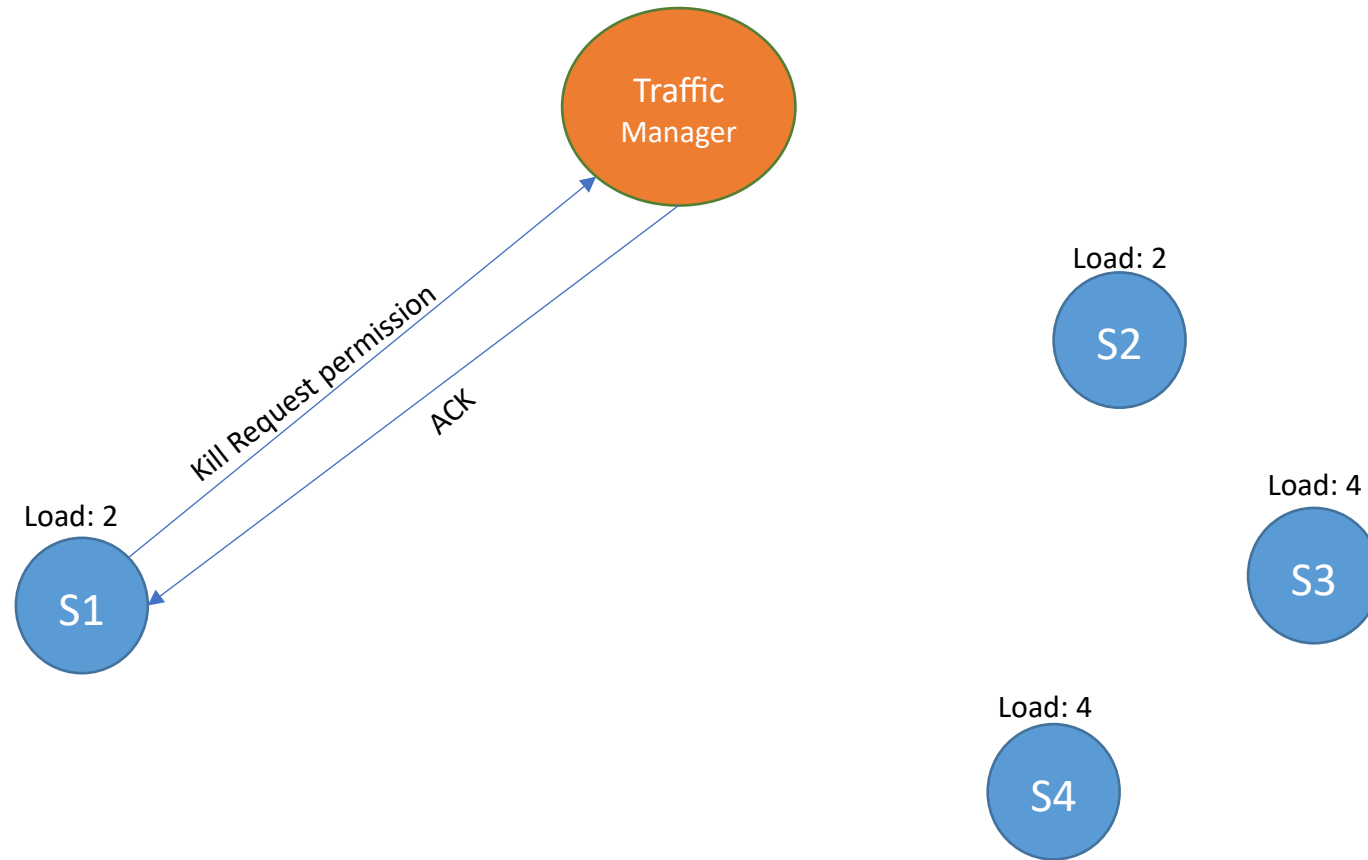 Traffic
Manager
Kill Request permission
ACK
Load: 2
S2
Load: 4
S3
Load: 2
S1
Load: 4
S4